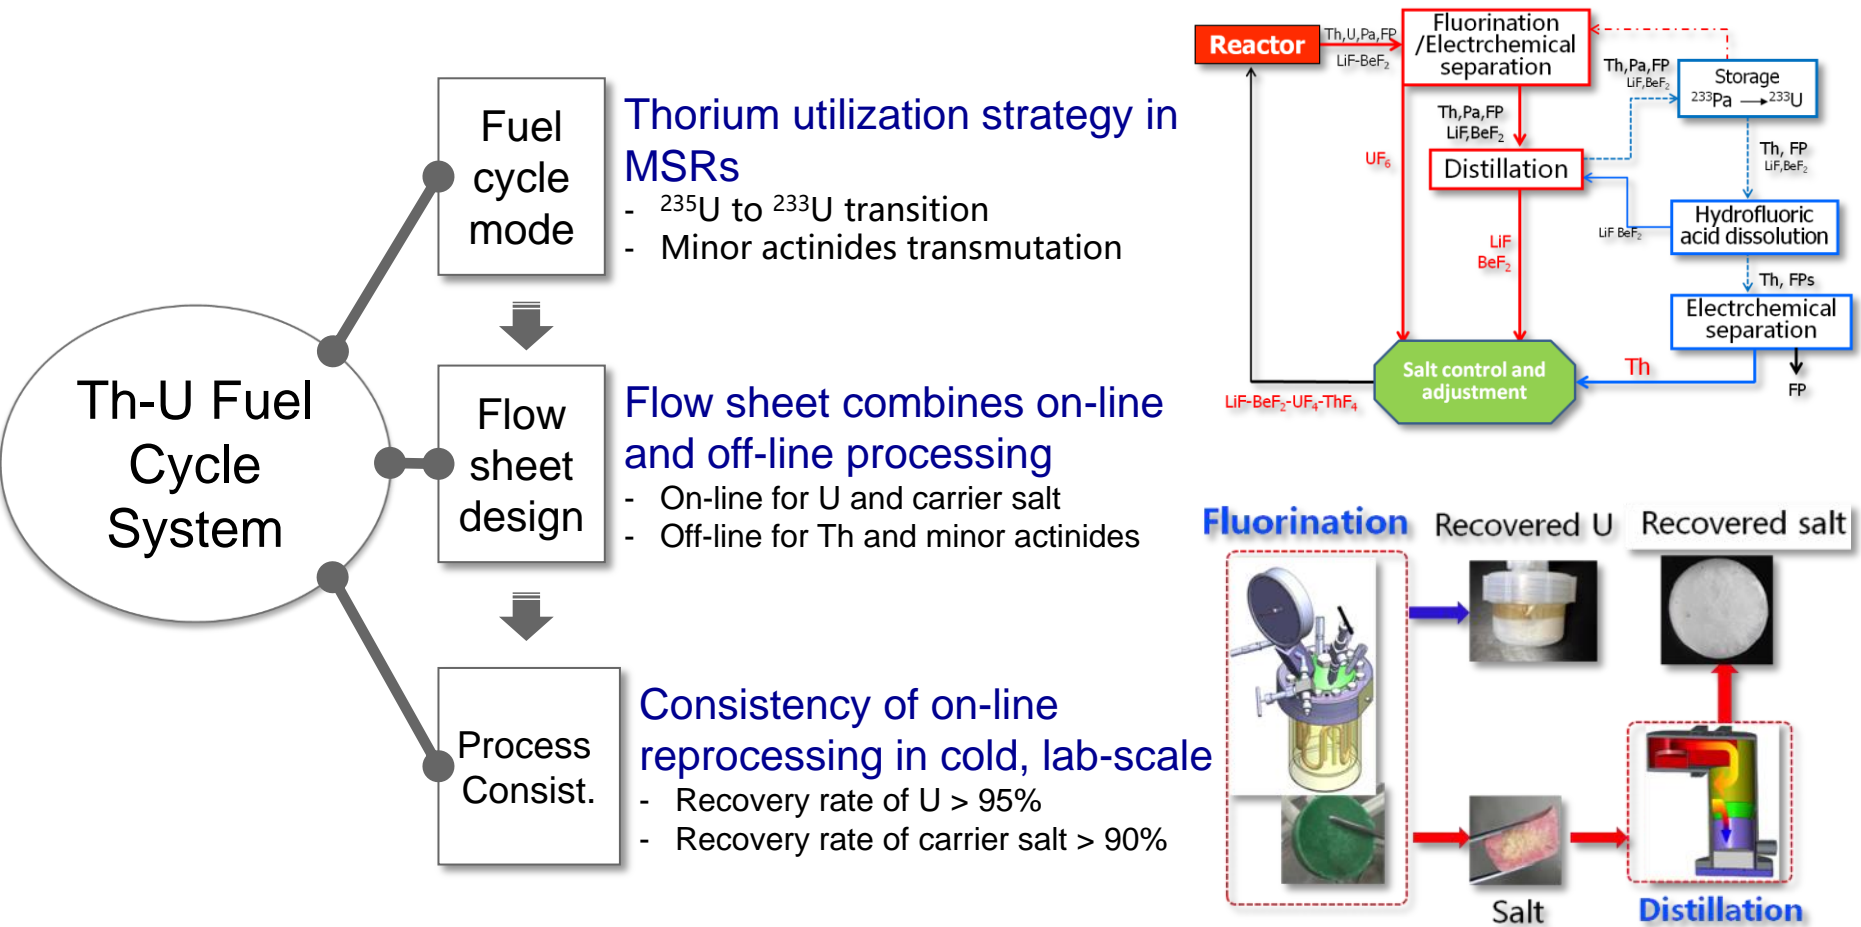 Th-U Fuel
Cycle
System
Fuel
cycle
mode
Thorium utilization strategy in
MSRs
- ²³⁵U to ²³³U transition
- Minor actinides transmutation
Flow
sheet
design
Flow sheet combines on-line
and off-line processing
- On-line for U and carrier salt
- Off-line for Th and minor actinides
Process
Consist.
Consistency of on-line
reprocessing in cold, lab-scale
- Recovery rate of U > 95%
- Recovery rate of carrier salt > 90%
Reactor
Th,U,Pa,FP
LiF-BeF₂
Fluorination
/Electrchemical
separation
Th,Pa,FP
LiF,BeF₂
Storage
²³³Pa → ²³³U
Th,Pa,FP
LiF,BeF₂
UF₆
Distillation
Th, FP
LiF,BeF₂
LiF BeF₂
Hydrofluoric
acid dissolution
LiF
BeF₂
Th, FPs
Electrchemical
separation
Salt control and
adjustment
Th
FP
LiF-BeF₂-UF₄-ThF₄
Fluorination
Recovered U
Recovered salt
Salt
Distillation